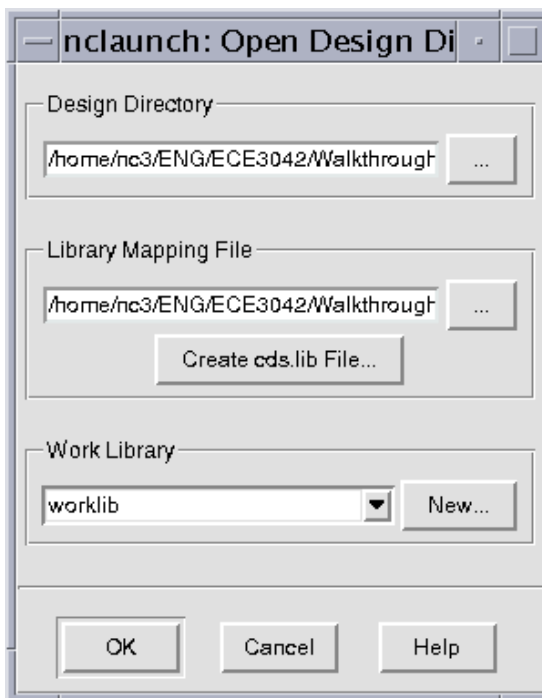 nclaunch: Open Design Di
Design Directory
/home/nc3/ENG/ECE3042/Walkthrough
...
Library Mapping File
/home/nc3/ENG/ECE3042/Walkthrough
...
Create cds.lib File...
Work Library
worklib
New...
OK
Cancel
Help